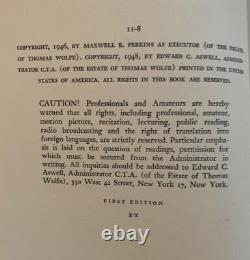 11-8
COPYRIGHT, 1946, BY MAXWELL E. PERKINS AS EXECUTOR (OF THE ESTATE
OF THOMAS WOLFE). COPYRIGHT, 1948, BY EDWARD C. ASWELL, ADMINIS-
TRATOR C.T.A. (OF THE ESTATE OF THOMAS WOLFE) PRINTED IN THE UNITED
STATES OF AMERICA. ALL RIGHTS IN THIS BOOK ARE RESERVED.
CAUTION! Professionals and Amateurs are hereby
warned that all rights, including professional, amateur,
motion picture, recitation, lecturing, public reading,
radio broadcasting and the right of translation into
foreign languages, are strictly reserved. Particular empha-
sis is laid on the question of readings, permission for
which must be secured from the Administrator in
writing. All inquiries should be addressed to Edward C.
Aswell, Administrator C.T.A. (of the Estate of Thomas
Wolfe), 330 West 42 Street, New York 17, New York.
FIRST EDITION
X-X
© worthpoint